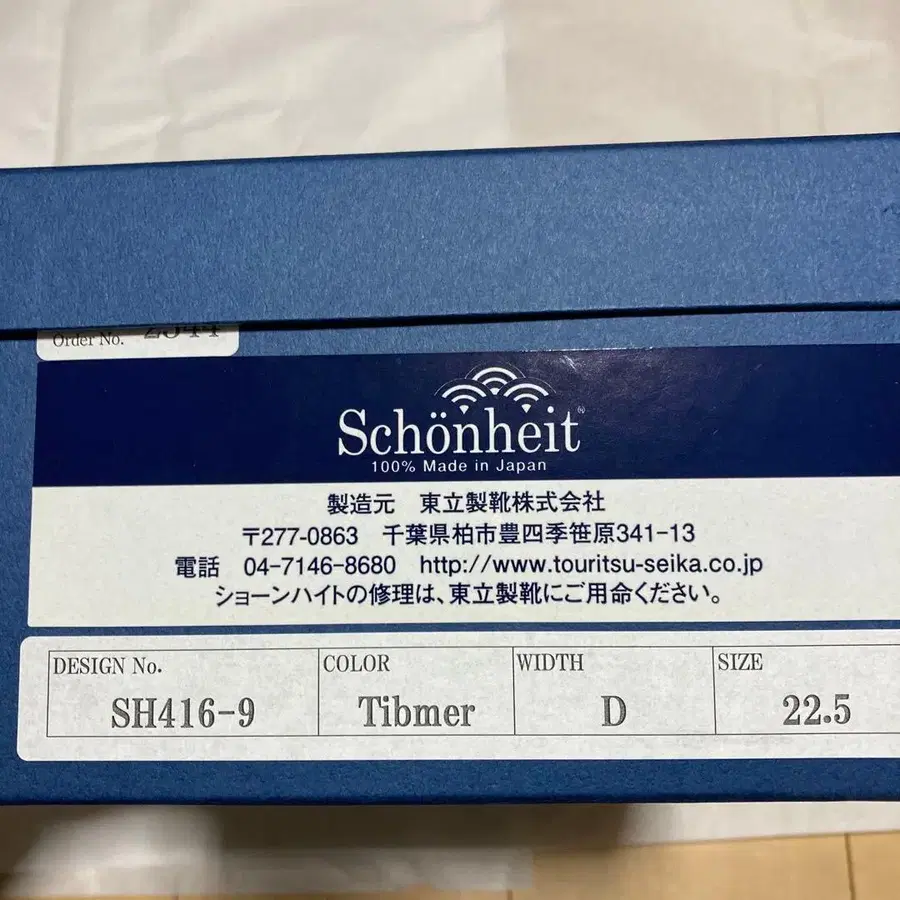 Order No. 2544
Schönheit®
100% Made in Japan
製造元 東立製靴株式会社
〒277-0863 千葉県柏市豊四季笹原341-13
電話 04-7146-8680 http://www.touritsu-seika.co.jp
ショーンハイトの修理は、東立製靴にご用命ください。
DESIGN No. COLOR WIDTH SIZE
SH416-9 Tibmer D 22.5